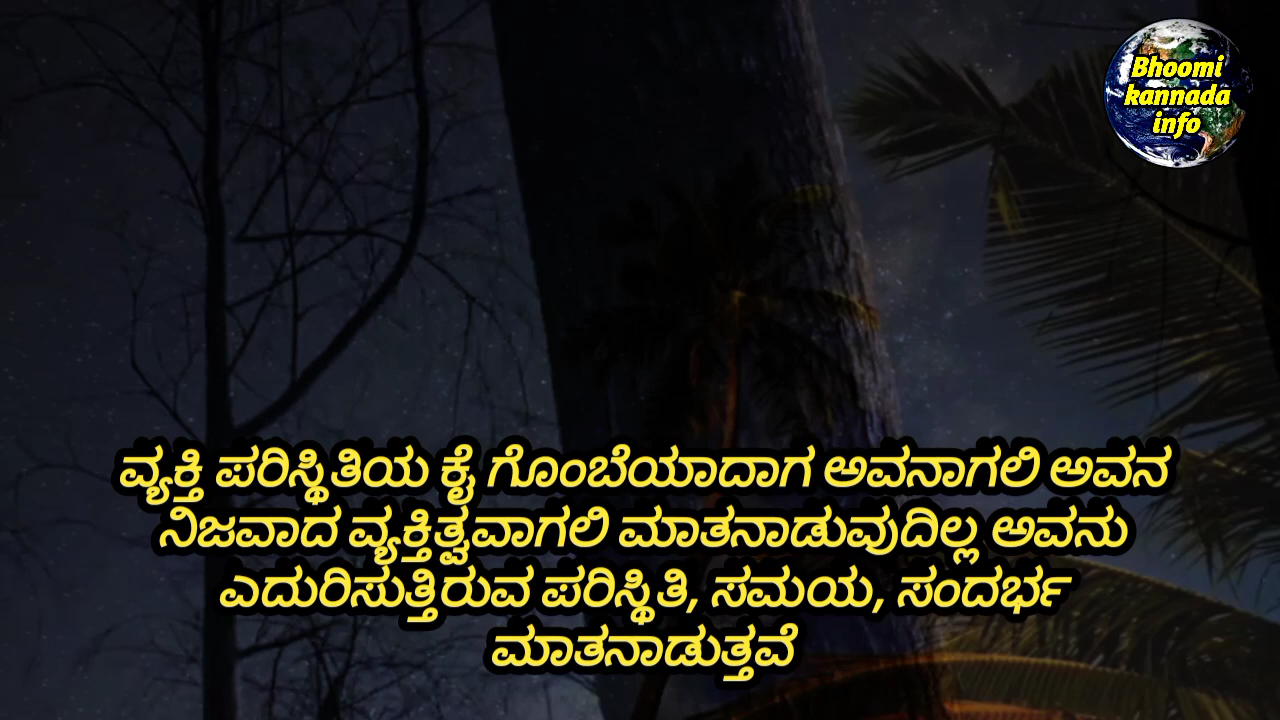 Bhoomi
kannada
info
ವ್ಯಕ್ತಿ ಪರಿಸ್ಥಿತಿಯ ಕೈ ಗೊಂಬೆಯಾದಾಗ ಅವನಾಗಲಿ ಅವನ
ನಿಜವಾದ ವ್ಯಕ್ತಿತ್ವವಾಗಲಿ ಮಾತನಾಡುವುದಿಲ್ಲ ಅವನು
ಎದುರಿಸುತ್ತಿರುವ ಪರಿಸ್ಥಿತಿ, ಸಮಯ, ಸಂದರ್ಭ
ಮಾತನಾಡುತ್ತವೆ